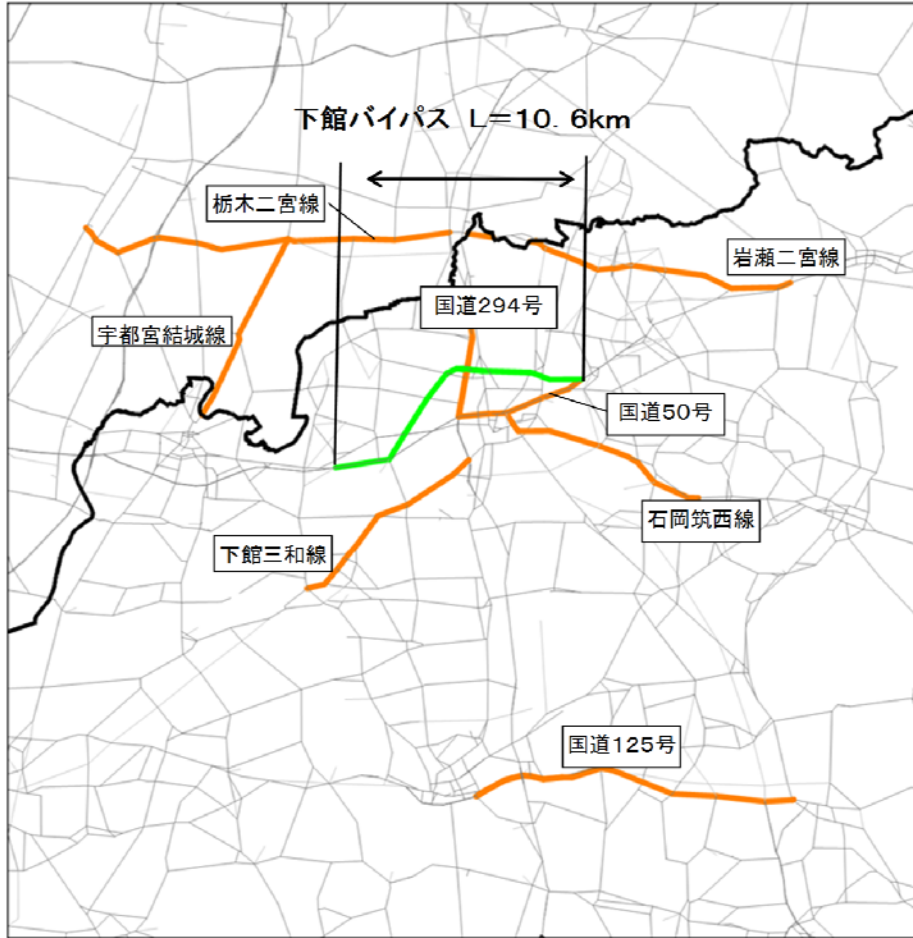 下館バイパス L=10.6km
栃木二宮線
岩瀬二宮線
国道294号
宇都宮結城線
国道50号
石岡筑西線
下館三和線
国道125号